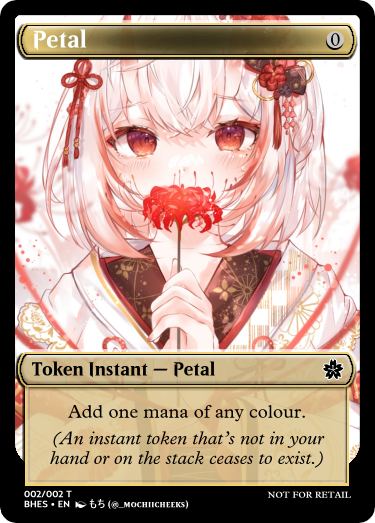 Petal 0
Token Instant — Petal
Add one mana of any colour.
(An instant token that's not in your
hand or on the stack ceases to exist.)
002/002 T NOT FOR RETAIL
BHES • EN もち (@_MOCHIICHEEKS)